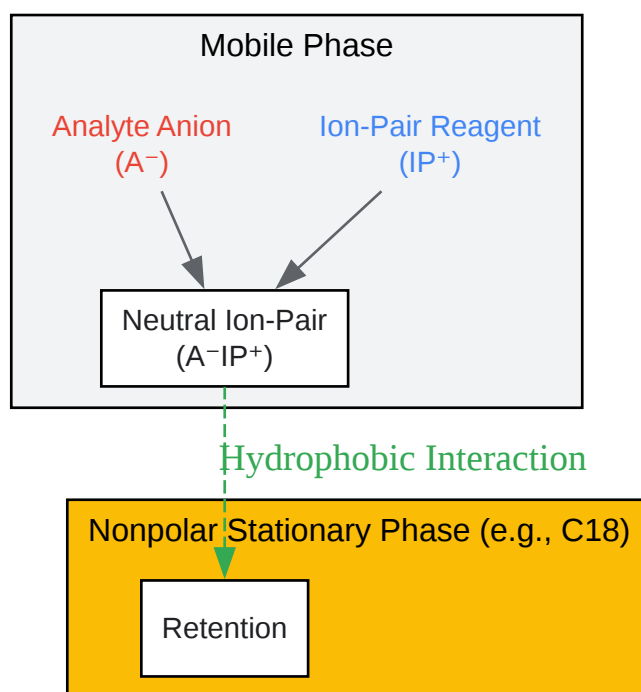 Mobile Phase
Analyte Anion
(A⁻)
Ion-Pair Reagent
(IP⁺)
Neutral Ion-Pair
(A⁻IP⁺)
Hydrophobic Interaction
Nonpolar Stationary Phase (e.g., C18)
Retention